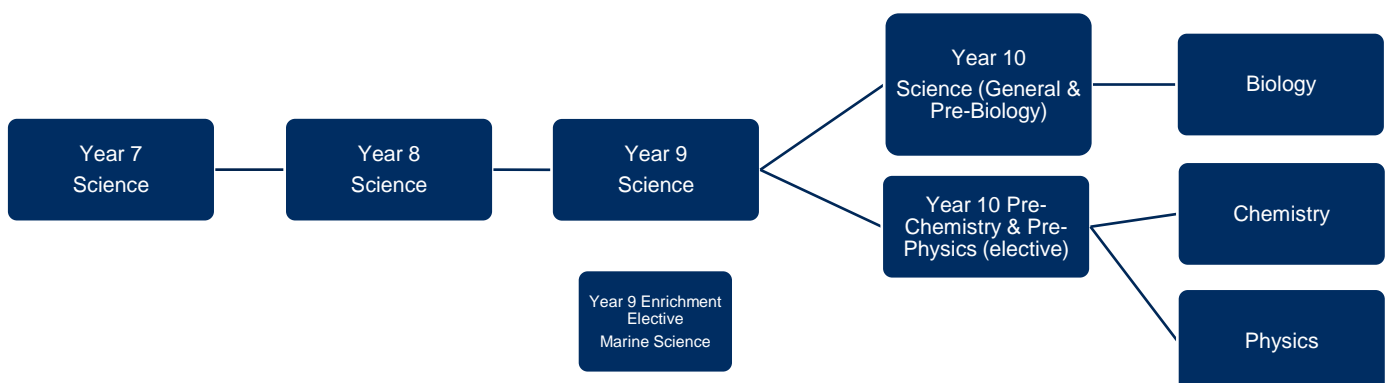 Year 7
Science
Year 8
Science
Year 9
Science
Year 9 Enrichment
Elective
Marine Science
Year 10
Science (General &
Pre-Biology)
Year 10 Pre-
Chemistry & Pre-
Physics (elective)
Biology
Chemistry
Physics